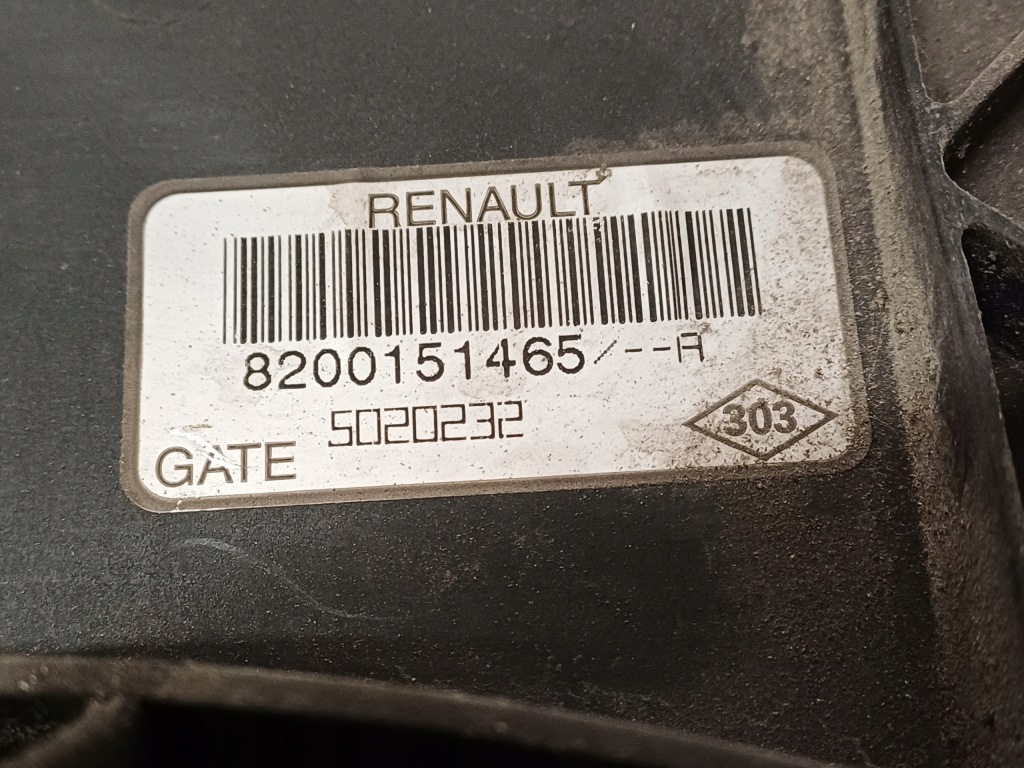 RENAULT
8200151465/--A
5020232
303
GATE